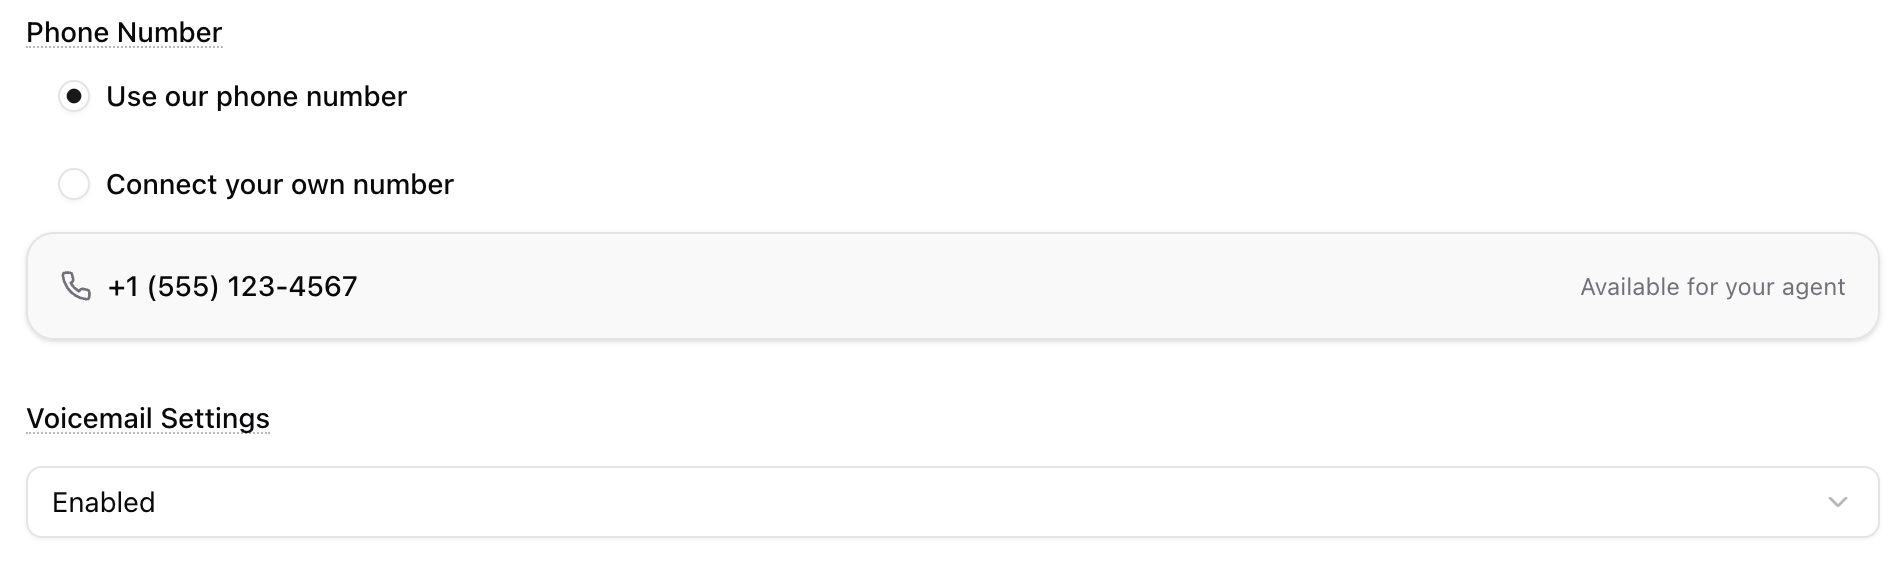 Phone Number
Use our phone number
Connect your own number
+1 (555) 123-4567 Available for your agent
Voicemail Settings
Enabled